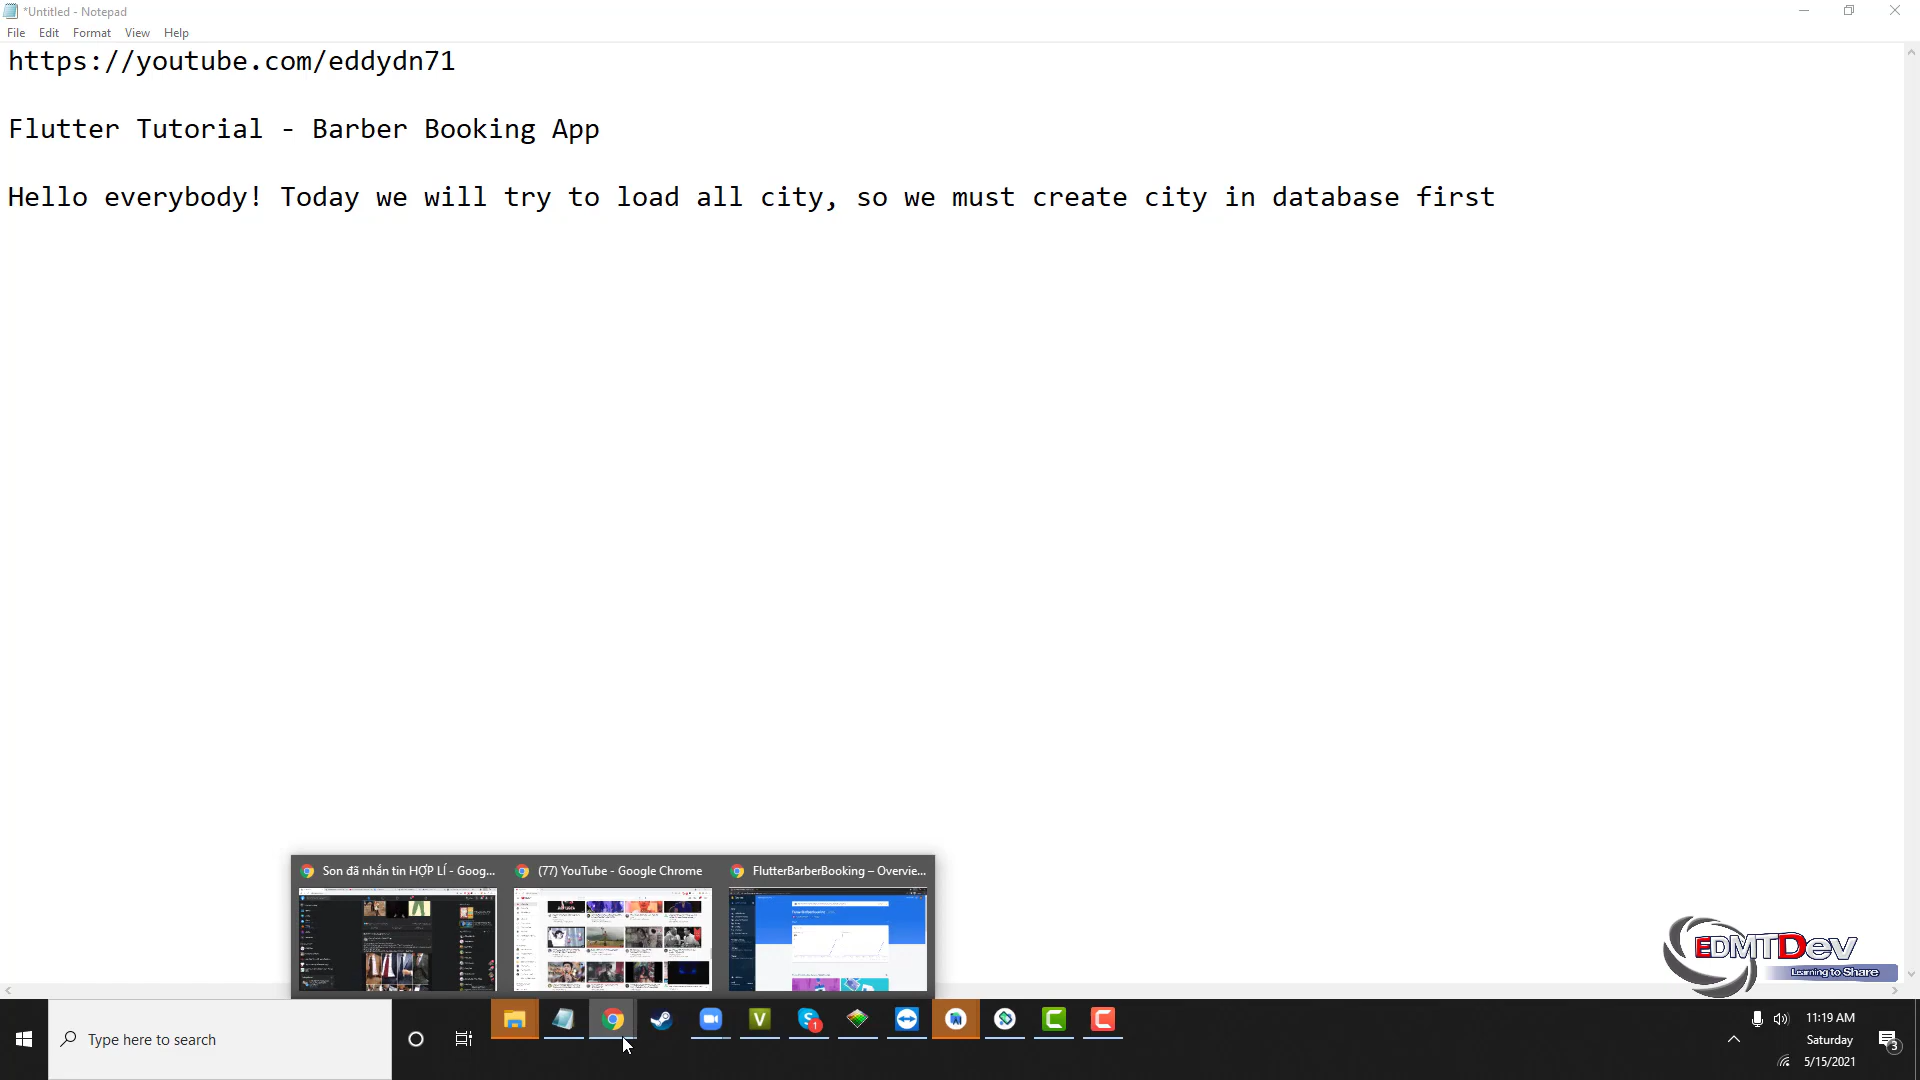 *Untitled - Notepad
File Edit Format View Help
https://youtube.com/eddydn71
Flutter Tutorial - Barber Booking App
Hello everybody! Today we will try to load all city, so we must create city in database first
Son đã nhắn tin HỢP LÍ - Goog...
(77) YouTube - Google Chrome
FlutterBarberBooking – Overvie...
EDMTDev
Learning to Share
Type here to search
V
S
1
C
C
11:19 AM
Saturday
5/15/2021
3